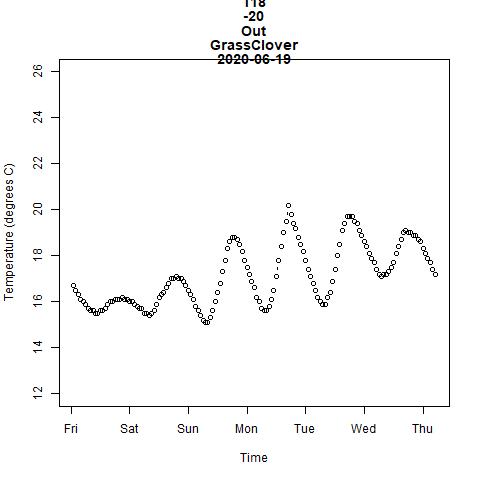 118
-20
Out
GrassClover
2020-06-19
Temperature (degrees C)
26
24
22
20
18
16
14
12
Fri Sat Sun Mon Tue Wed Thu
Time